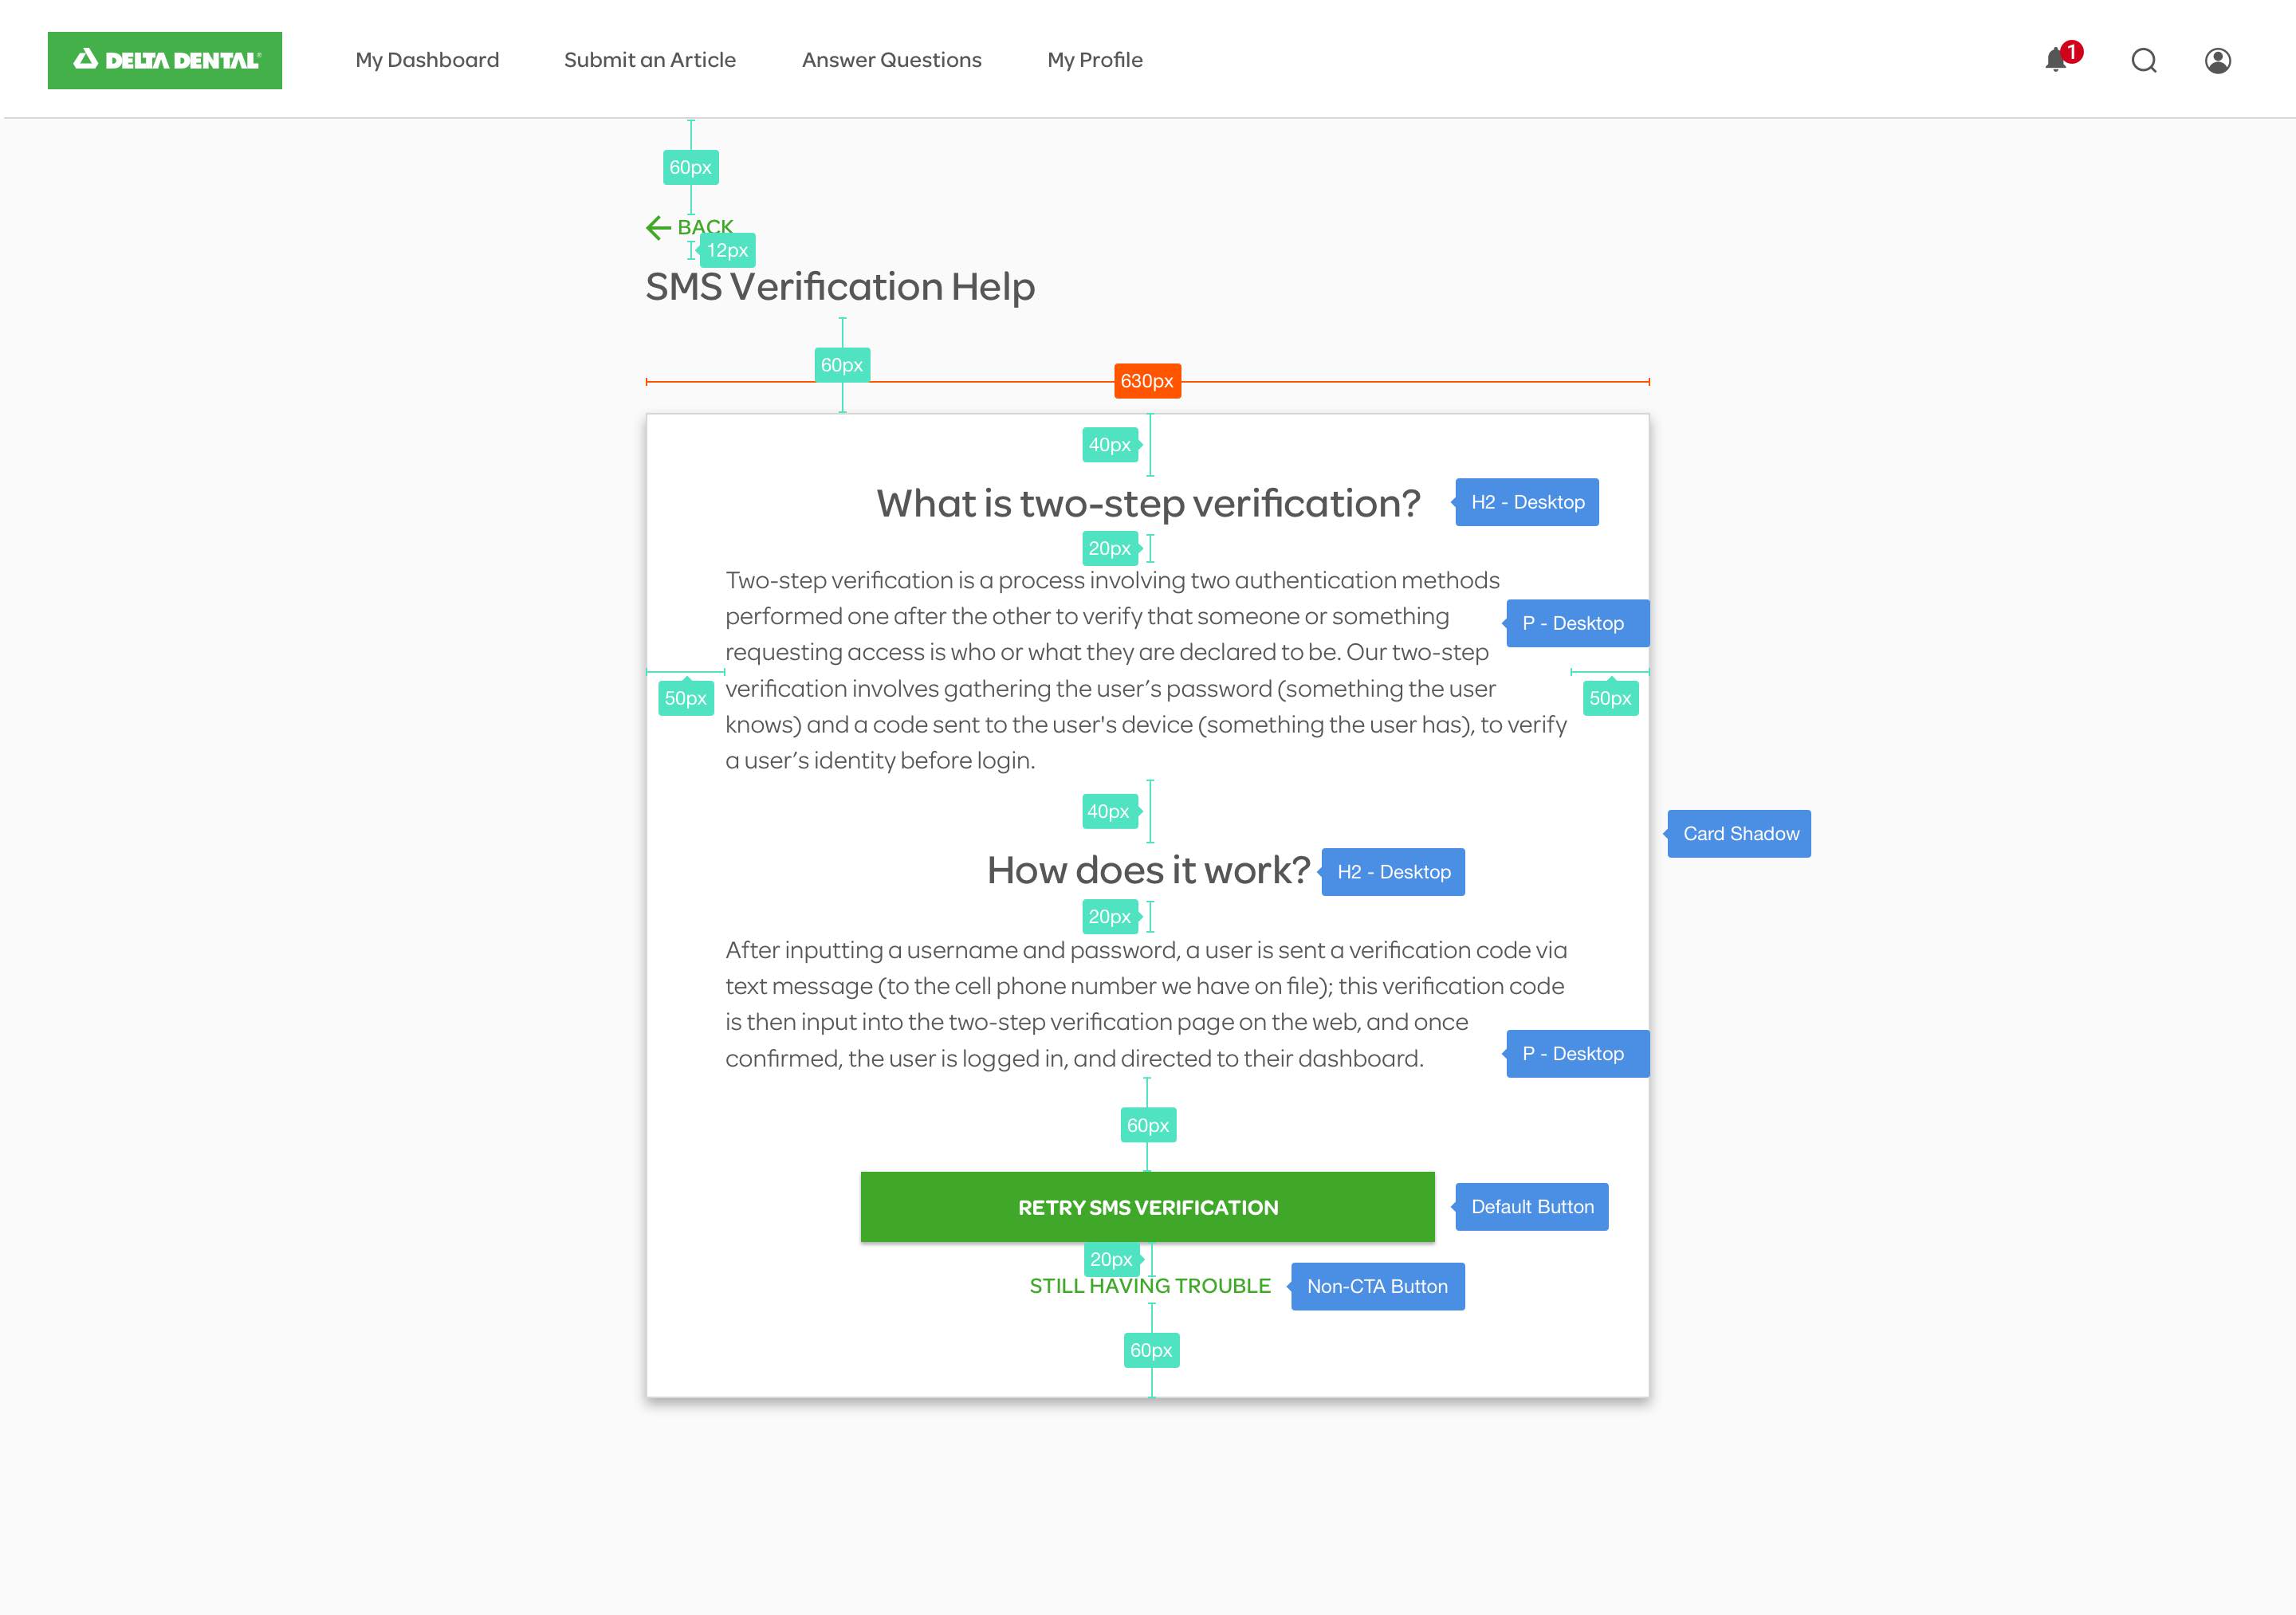 DELTA DENTAL
My Dashboard
Submit an Article
Answer Questions
My Profile
1
60px
BACK
12px
SMS Verification Help
60px
630px
40px
What is two-step verification?
H2 - Desktop
20px
Two-step verification is a process involving two authentication methods
performed one after the other to verify that someone or something
P - Desktop
requesting access is who or what they are declared to be. Our two-step
verification involves gathering the user’s password (something the user
50px
50px
knows) and a code sent to the user's device (something the user has), to verify
a user’s identity before login.
40px
Card Shadow
How does it work?
H2 - Desktop
20px
After inputting a username and password, a user is sent a verification code via
text message (to the cell phone number we have on file); this verification code
is then input into the two-step verification page on the web, and once
confirmed, the user is logged in, and directed to their dashboard.
P - Desktop
60px
RETRY SMS VERIFICATION
Default Button
20px
STILL HAVING TROUBLE
Non-CTA Button
60px